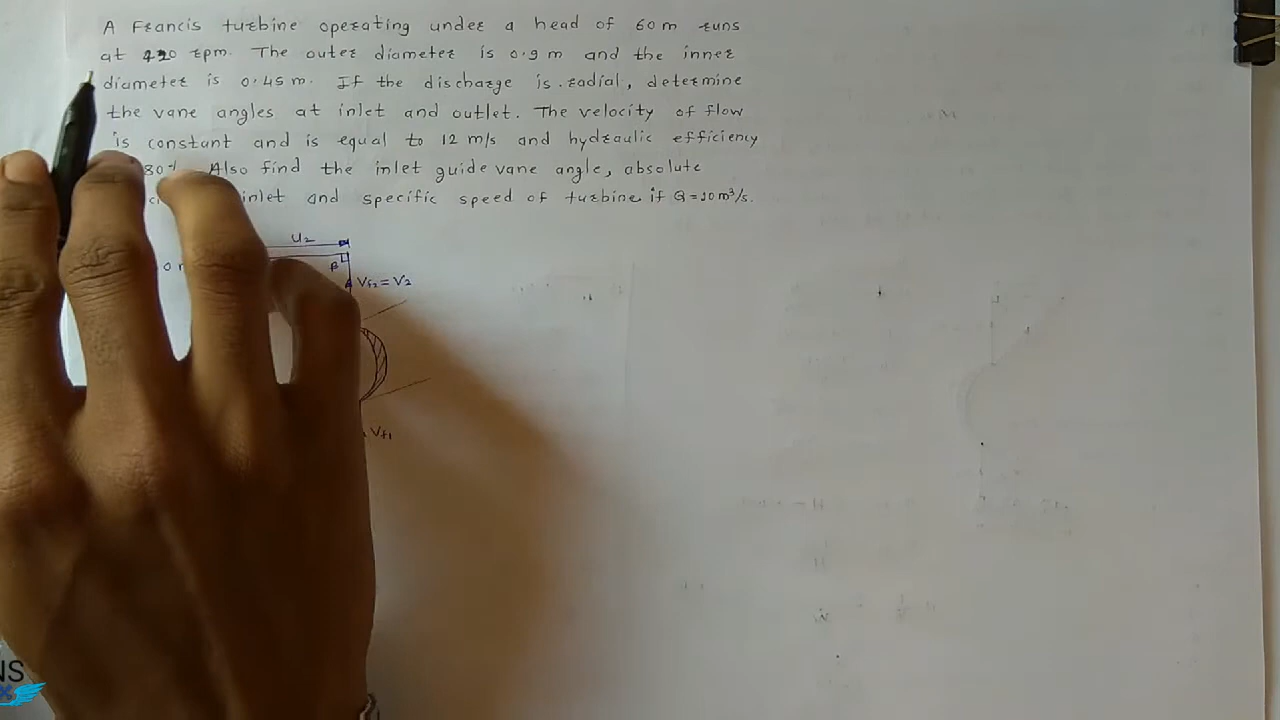 A Francis turbine operating under a head of 60 m runs
at 420 rpm. The outer diameter is 0.9 m and the inner
diameter is 0.45 m. If the discharge is radial, determine
the vane angles at inlet and outlet. The velocity of flow
is constant and is equal to 12 m/s and hydraulic efficiency
80% Also find the inlet guide vane angle, absolute
inlet and specific speed of turbine if Q = 10 m³/s.
U2
β
Vf2 = V2
Vf1
NS